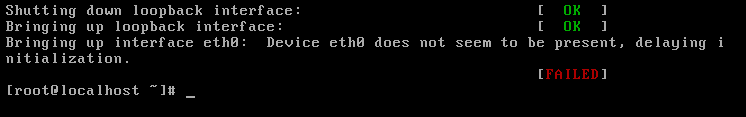 Shutting down loopback interface: [ OK ]
Bringing up loopback interface: [ OK ]
Bringing up interface eth0: Device eth0 does not seem to be present, delaying i
nitialization.
[FAILED]
[root@localhost ~]# _